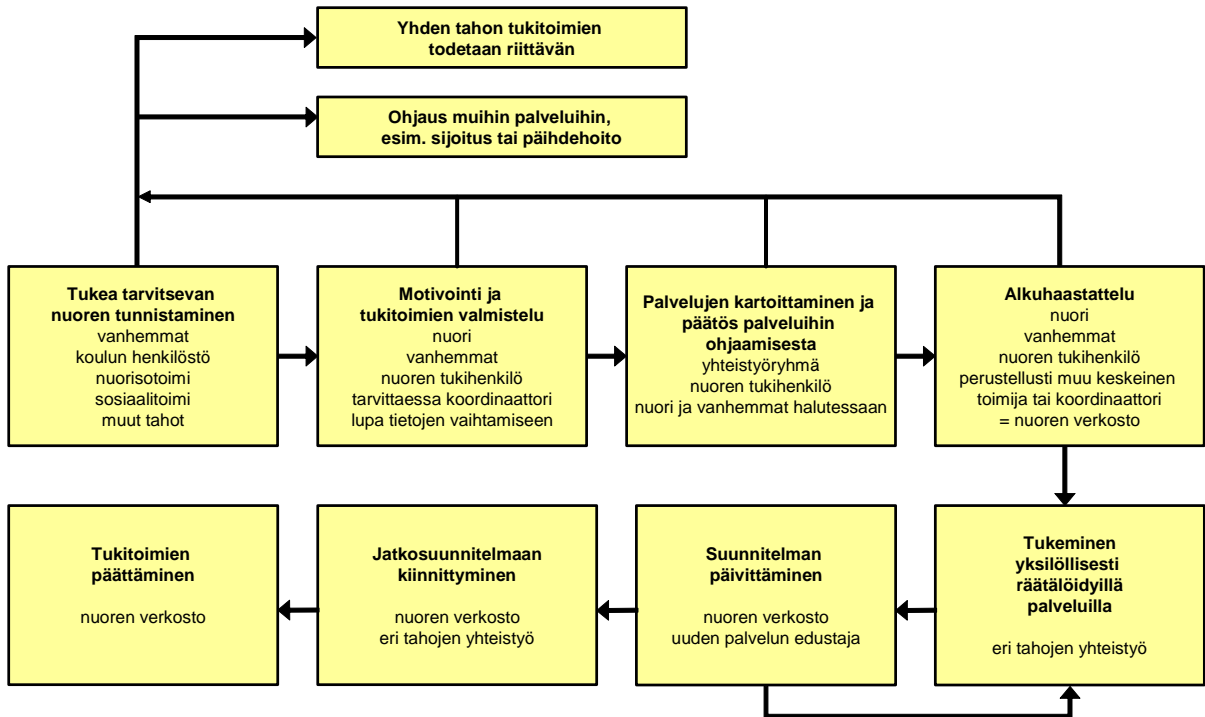 Yhden tahon tukitoimien
todetaan riittävän
Ohjaus muihin palveluihin,
esim. sijoitus tai päihdehoito
Tukea tarvitsevan
nuoren tunnistaminen
vanhemmat
koulun henkilöstö
nuorisotoimi
sosiaalitoimi
muut tahot
Motivointi ja
tukitoimien valmistelu
nuori
vanhemmat
nuoren tukihenkilö
tarvittaessa koordinaattori
lupa tietojen vaihtamiseen
Palvelujen kartoittaminen ja
päätös palveluihin
ohjaamisesta
yhteistyöryhmä
nuoren tukihenkilö
nuori ja vanhemmat halutessaan
Alkuhaastattelu
nuori
vanhemmat
nuoren tukihenkilö
perustellusti muu keskeinen
toimija tai koordinaattori
= nuoren verkosto
Tukitoimien
päättäminen
nuoren verkosto
Jatkosuunnitelmaan
kiinnittyminen
nuoren verkosto
eri tahojen yhteistyö
Suunnitelman
päivittäminen
nuoren verkosto
uuden palvelun edustaja
Tukeminen
yksilöllisesti
räätälöidyillä
palveluilla
eri tahojen yhteistyö